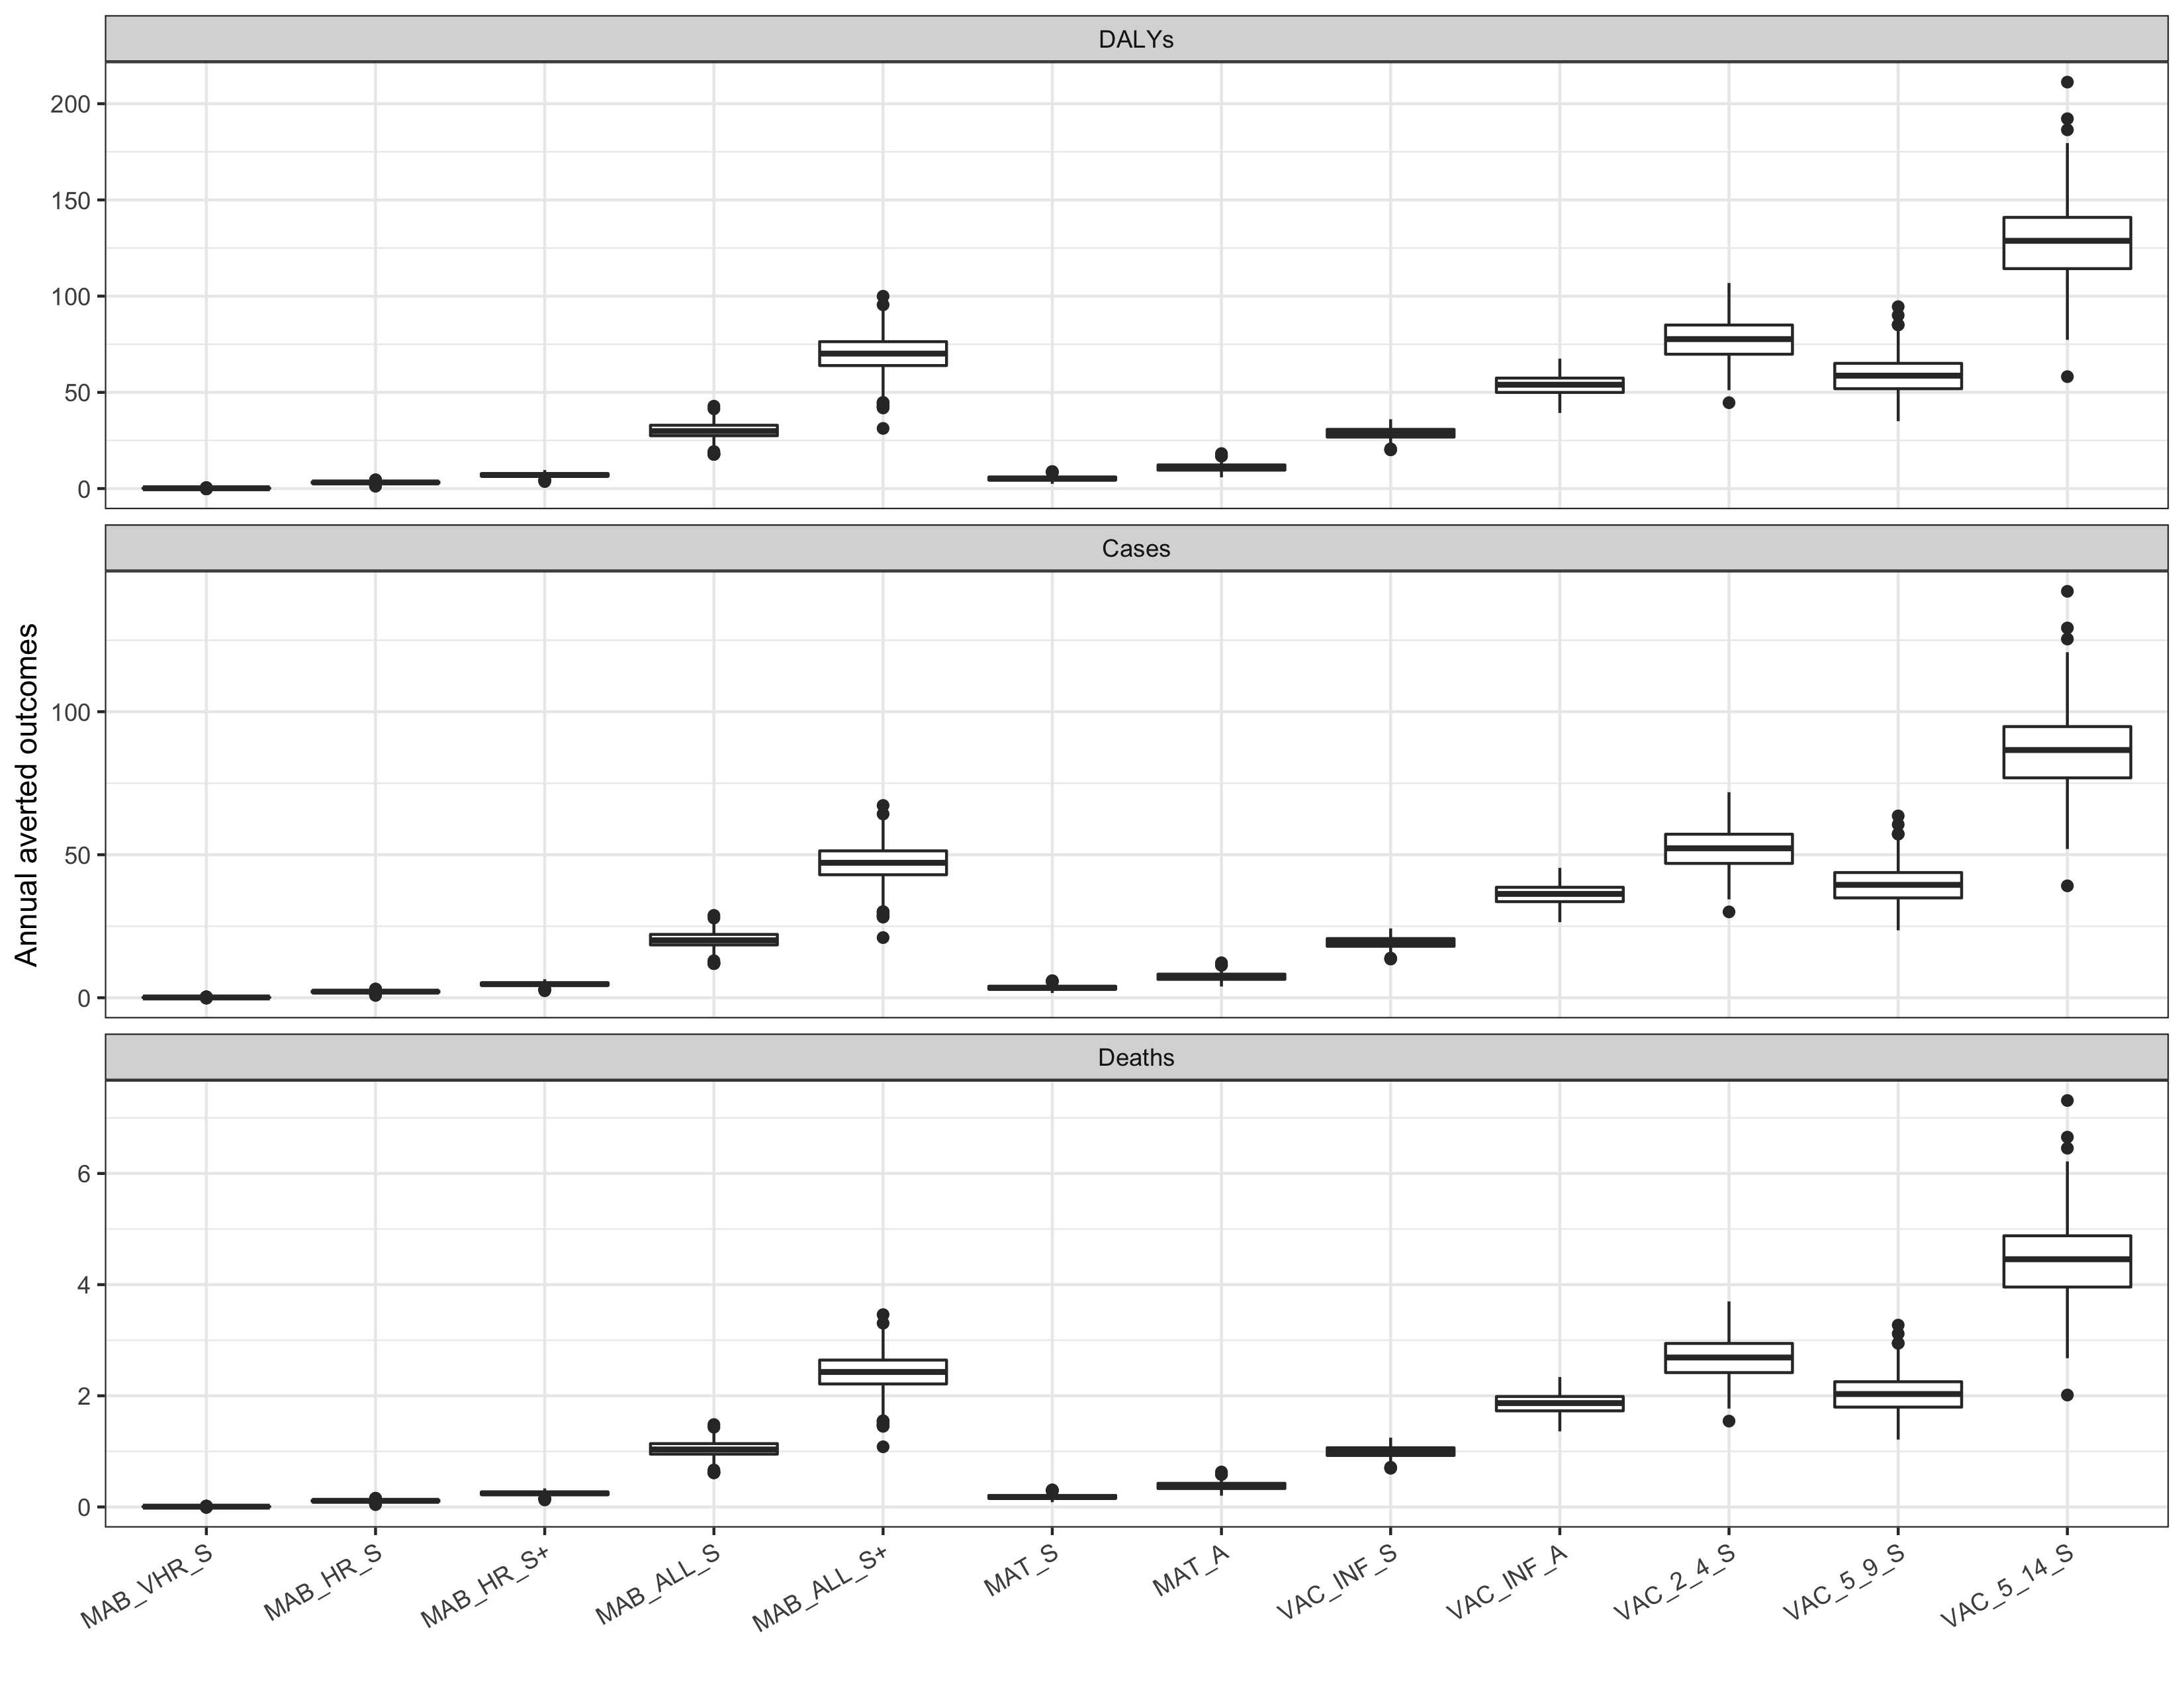 DALYs
200
150
100
50
0
Cases
100
50
0
Deaths
6
4
2
0
Annual averted outcomes
MAB_VHR_S
MAB_HR_S
MAB_HR_S+
MAB_ALL_S
MAB_ALL_S+
MAT_S
MAT_A
VAC_INF_S
VAC_INF_A
VAC_2_4_S
VAC_5_9_S
VAC_5_14_S